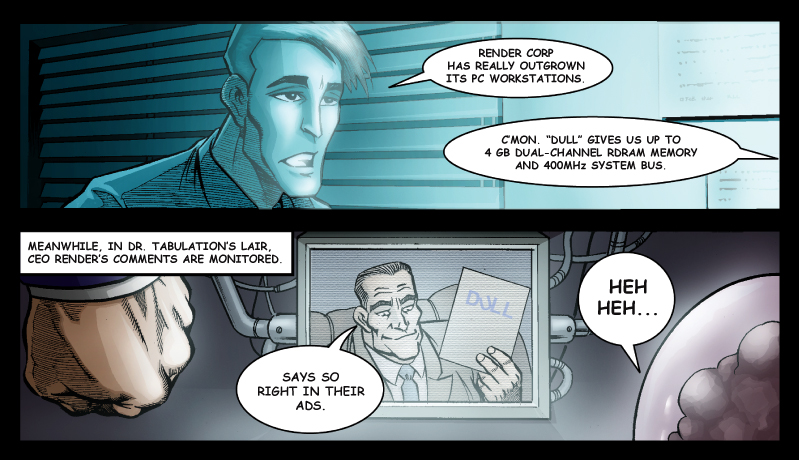 RENDER CORP
HAS REALLY OUTGROWN
ITS PC WORKSTATIONS.
C'MON. "DULL" GIVES US UP TO
4 GB DUAL-CHANNEL RDRAM MEMORY
AND 400MHz SYSTEM BUS.
MEANWHILE, IN DR. TABULATION'S LAIR,
CEO RENDER'S COMMENTS ARE MONITORED.
DULL
SAYS SO
RIGHT IN THEIR
ADS.
HEH
HEH...